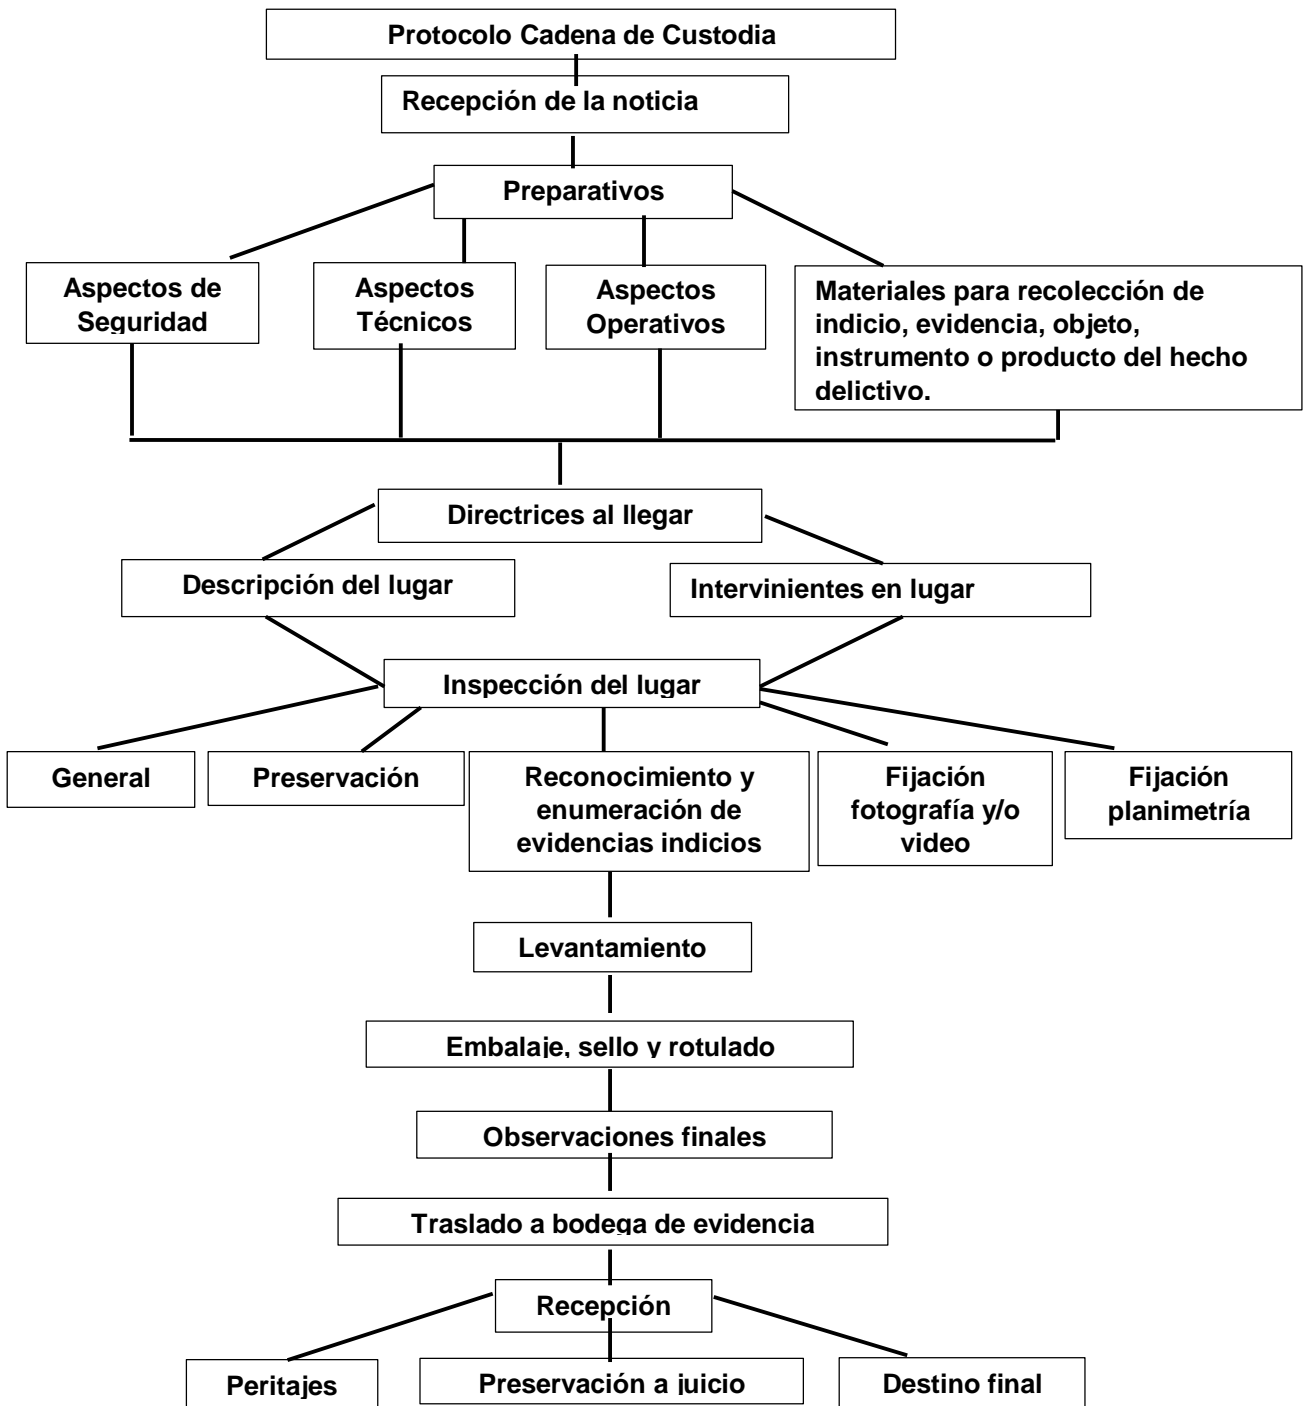 Protocolo Cadena de Custodia
Recepción de la noticia
Preparativos
Aspectos de
Seguridad
Aspectos
Técnicos
Aspectos
Operativos
Materiales para recolección de
indicio, evidencia, objeto,
instrumento o producto del hecho
delictivo.
Directrices al llegar
Descripción del lugar
Intervinientes en lugar
Inspección del lugar
General
Preservación
Reconocimiento y
enumeración de
evidencias indicios
Fijación
fotografía y/o
video
Fijación
planimetría
Levantamiento
Embalaje, sello y rotulado
Observaciones finales
Traslado a bodega de evidencia
Recepción
Peritajes
Preservación a juicio
Destino final